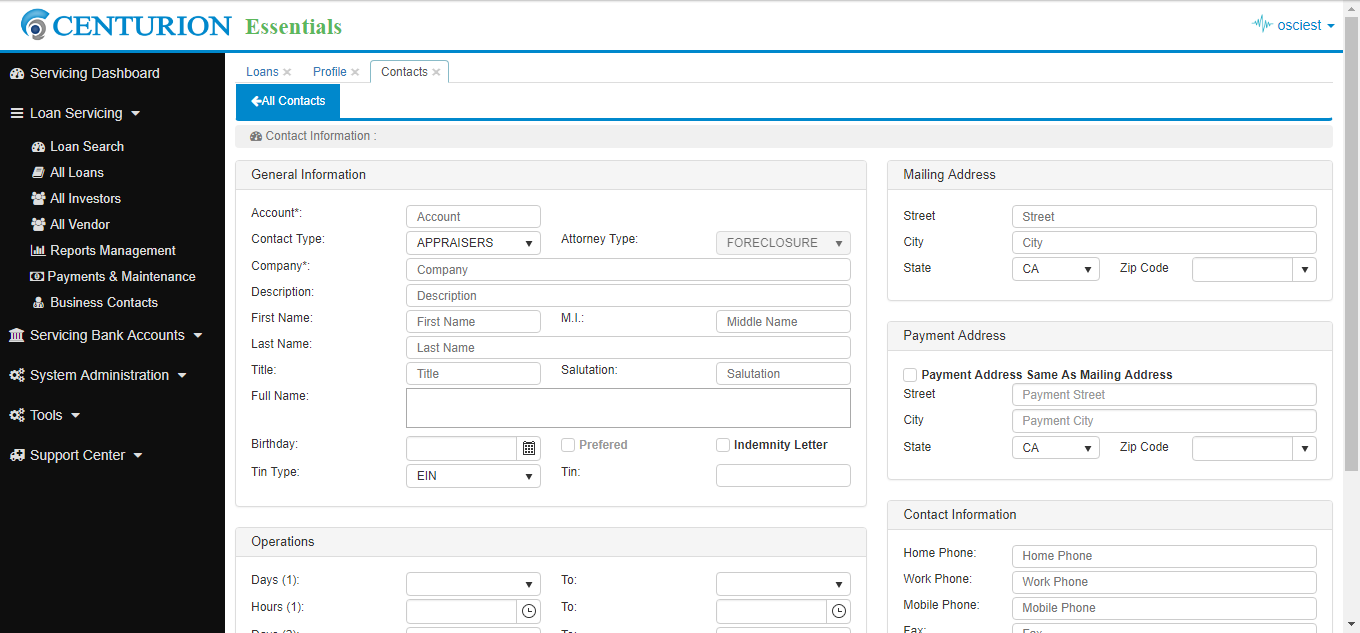 CENTURION Essentials
osciest
Servicing Dashboard
Loan Servicing
Loan Search
All Loans
All Investors
All Vendor
Reports Management
Payments & Maintenance
Business Contacts
Servicing Bank Accounts
System Administration
Tools
Support Center
Loans Profile Contacts
All Contacts
Contact Information :
General Information
Account*: Account
Contact Type: APPRAISERS Attorney Type: FORECLOSURE
Company*: Company
Description: Description
First Name: First Name M.I.: Middle Name
Last Name: Last Name
Title: Title Salutation: Salutation
Full Name:
Birthday: Prefered Indemnity Letter
Tin Type: EIN Tin:
Operations
Days (1): To:
Hours (1): To:
Days (2): To:
Mailing Address
Street Street
City City
State CA Zip Code
Payment Address
Payment Address Same As Mailing Address
Street Payment Street
City Payment City
State CA Zip Code
Contact Information
Home Phone: Home Phone
Work Phone: Work Phone
Mobile Phone: Mobile Phone
Fax: Fax